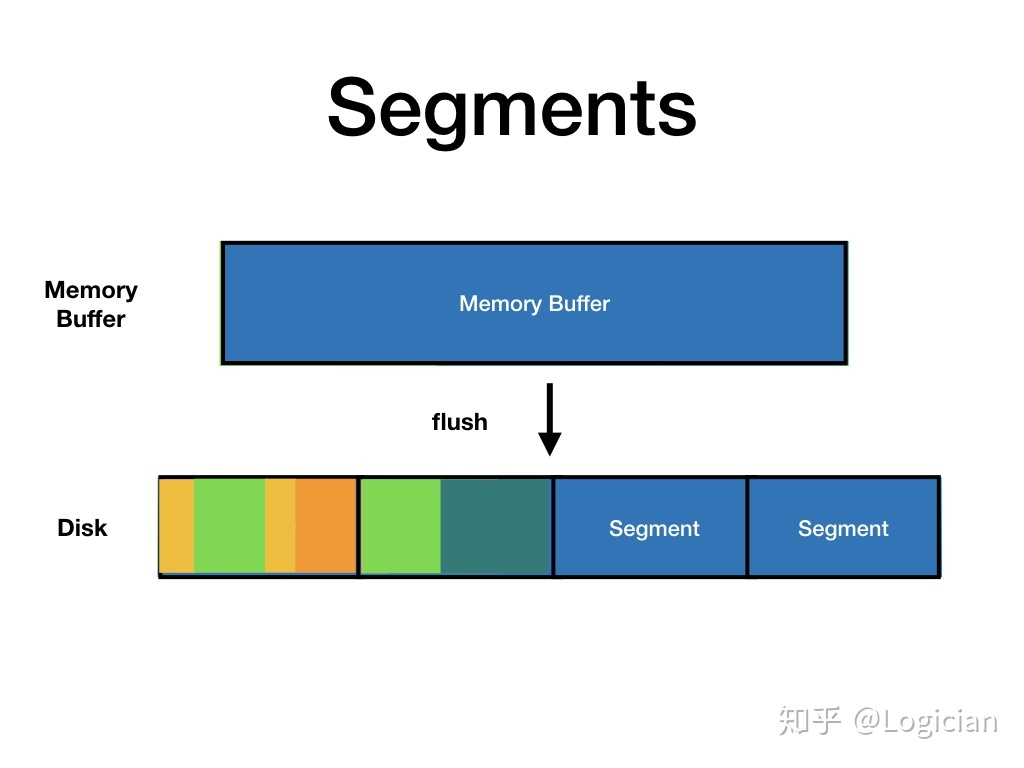 Segments
Memory
Buffer
Memory Buffer
flush
Disk
Segment
Segment
知乎 @Logician